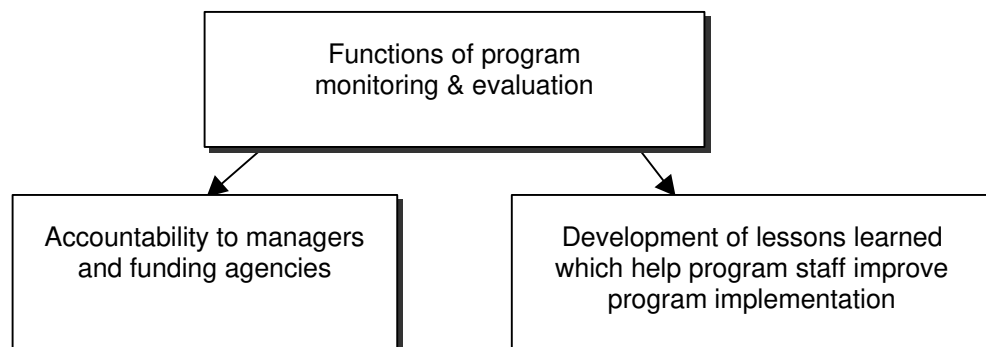 Functions of program
monitoring & evaluation
Accountability to managers
and funding agencies
Development of lessons learned
which help program staff improve
program implementation